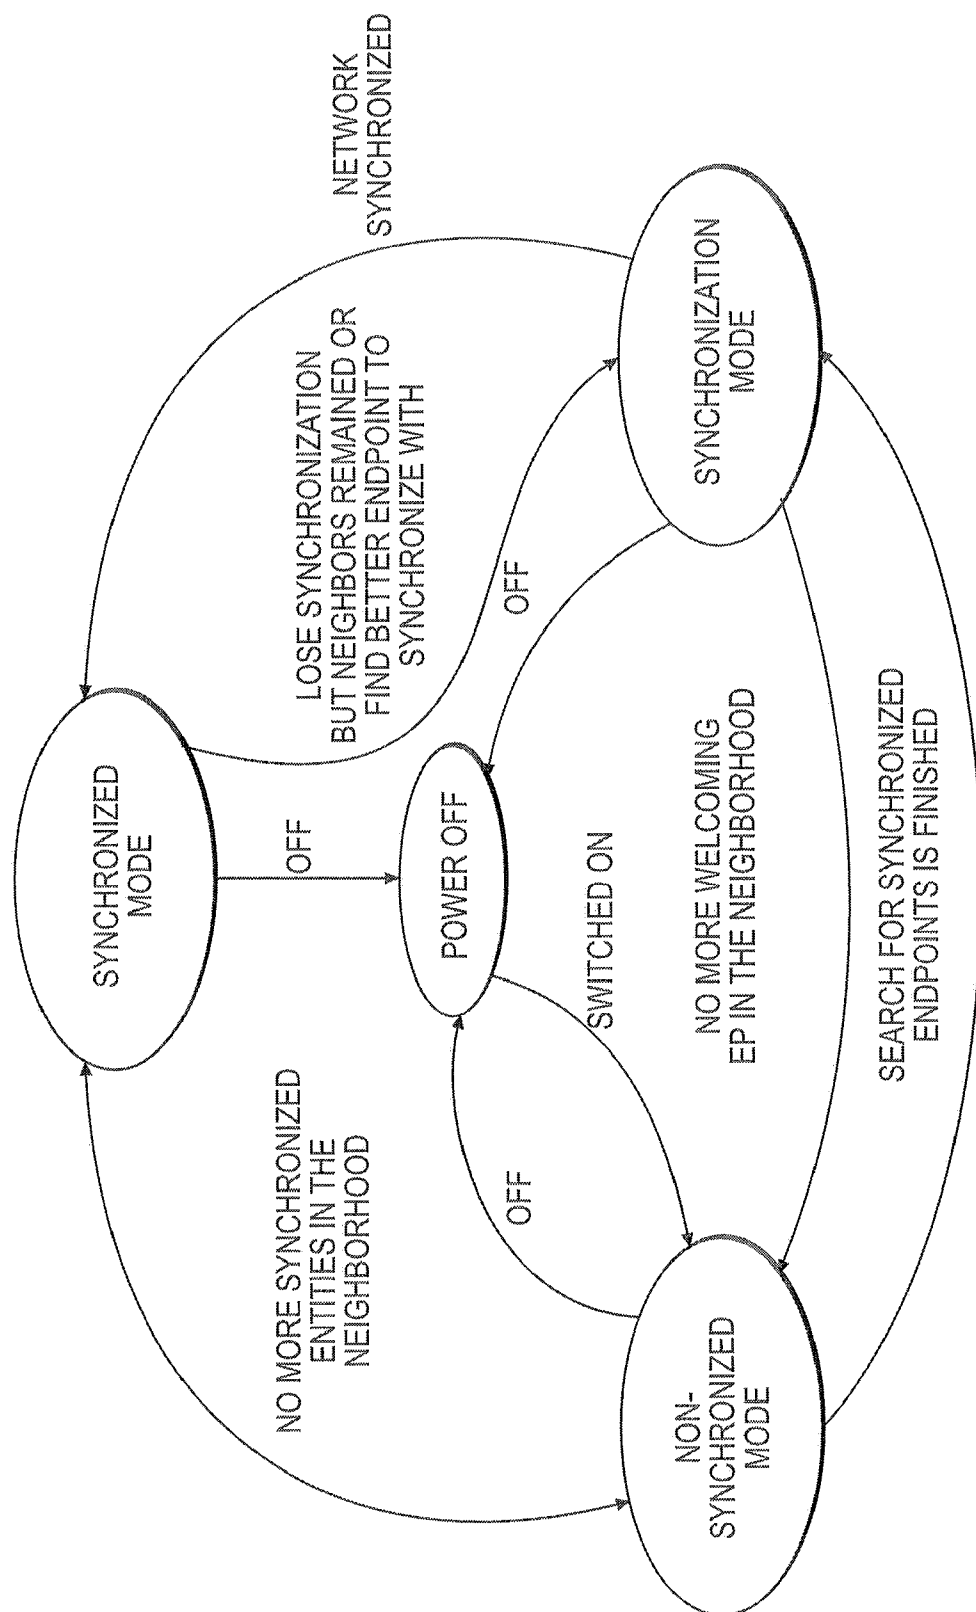 NETWORK
SYNCHRONIZED
SYNCHRONIZED
MODE
LOSE SYNCHRONIZATION
BUT NEIGHBORS REMAINED OR
FIND BETTER ENDPOINT TO
SYNCHRONIZE WITH
OFF
NO MORE SYNCHRONIZED
ENTITIES IN THE
NEIGHBORHOOD
POWER OFF
OFF
OFF
SWITCHED ON
SYNCHRONIZATION
MODE
NO MORE WELCOMING
EP IN THE NEIGHBORHOOD
NON-
SYNCHRONIZED
MODE
SEARCH FOR SYNCHRONIZED
ENDPOINTS IS FINISHED